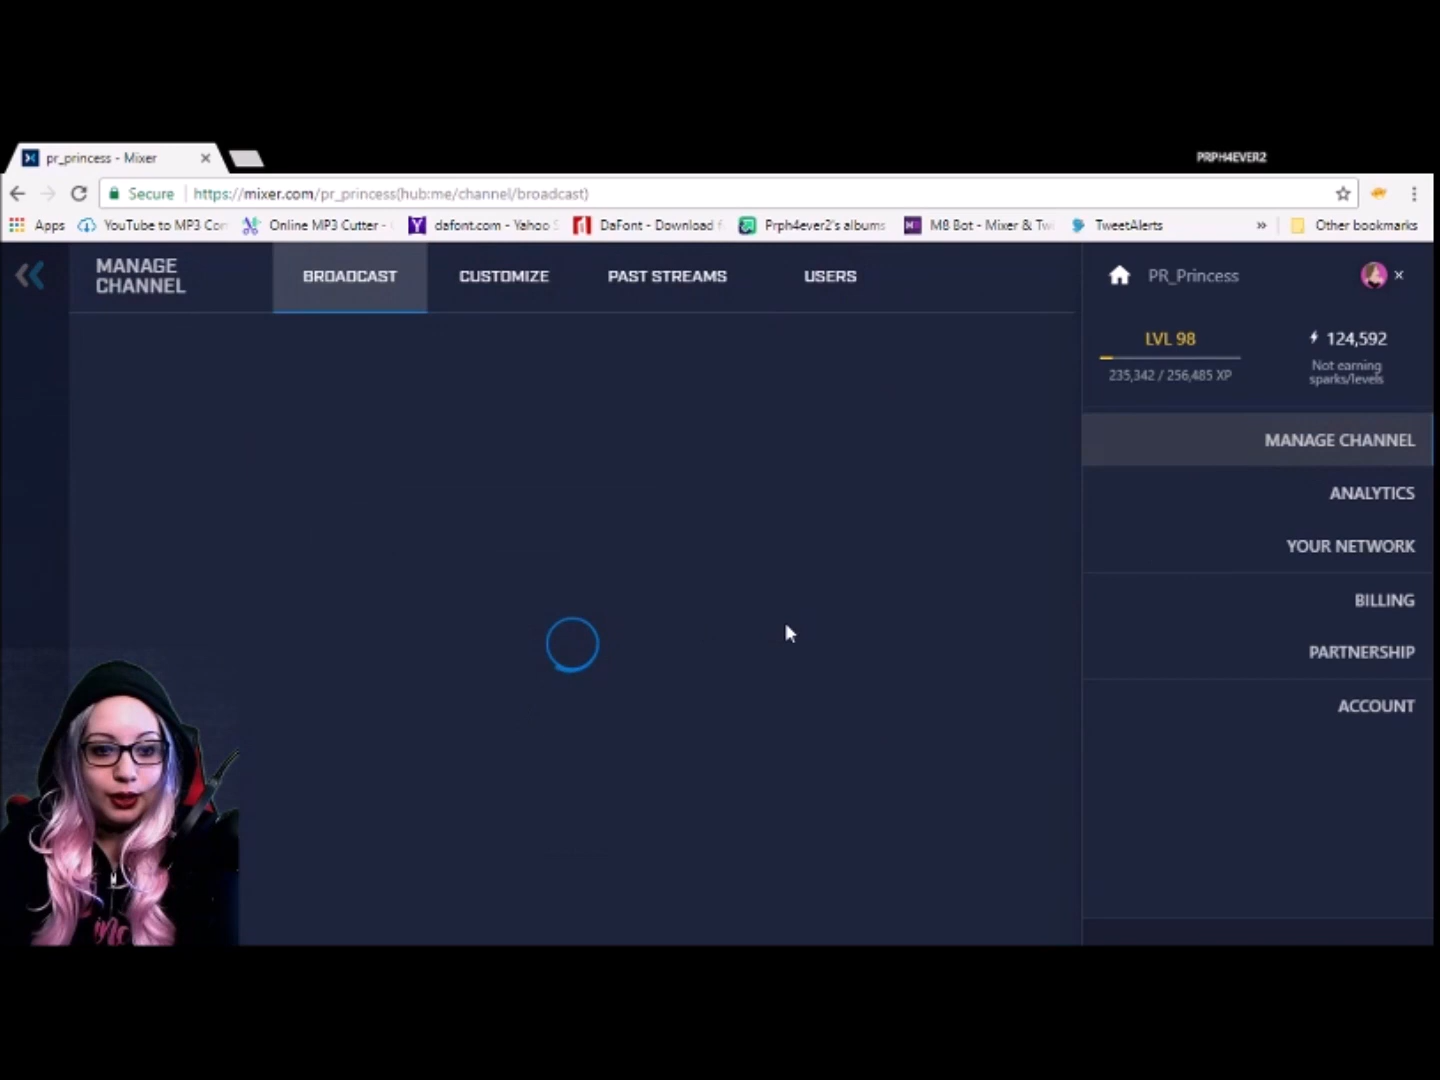 pr_princess - Mixer
PRPH4EVER2
Secure
https://mixer.com/pr_princess(hub:me/channel/broadcast)
Apps
YouTube to MP3 Con
Online MP3 Cutter -
dafont.com - Yahoo
DaFont - Download
Prph4ever2's albums
M8 Bot - Mixer & Tw
TweetAlerts
»
Other bookmarks
MANAGE
CHANNEL
BROADCAST
CUSTOMIZE
PAST STREAMS
USERS
PR_Princess
LVL 98
124,592
235,342 / 256,485 XP
Not earning
sparks/levels
MANAGE CHANNEL
ANALYTICS
YOUR NETWORK
BILLING
PARTNERSHIP
ACCOUNT